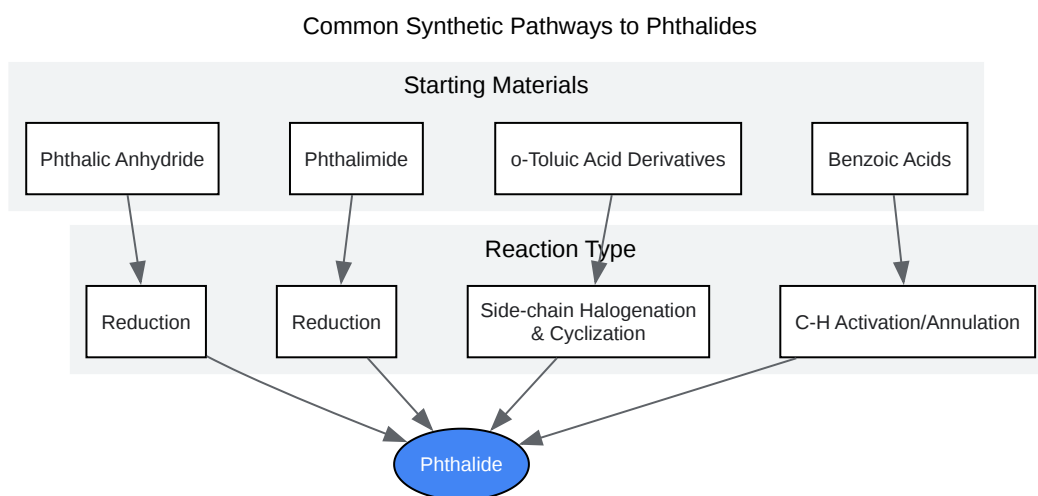 Common Synthetic Pathways to Phthalides
Starting Materials
Phthalic Anhydride
Phthalimide
o-Toluic Acid Derivatives
Benzoic Acids
Reaction Type
Reduction
Reduction
Side-chain Halogenation
& Cyclization
C-H Activation/Annulation
Phthalide